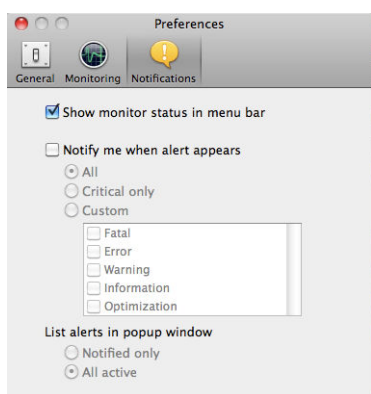 Preferences
General Monitoring Notifications
Show monitor status in menu bar
Notify me when alert appears
All
Critical only
Custom
Fatal
Error
Warning
Information
Optimization
List alerts in popup window
Notified only
All active